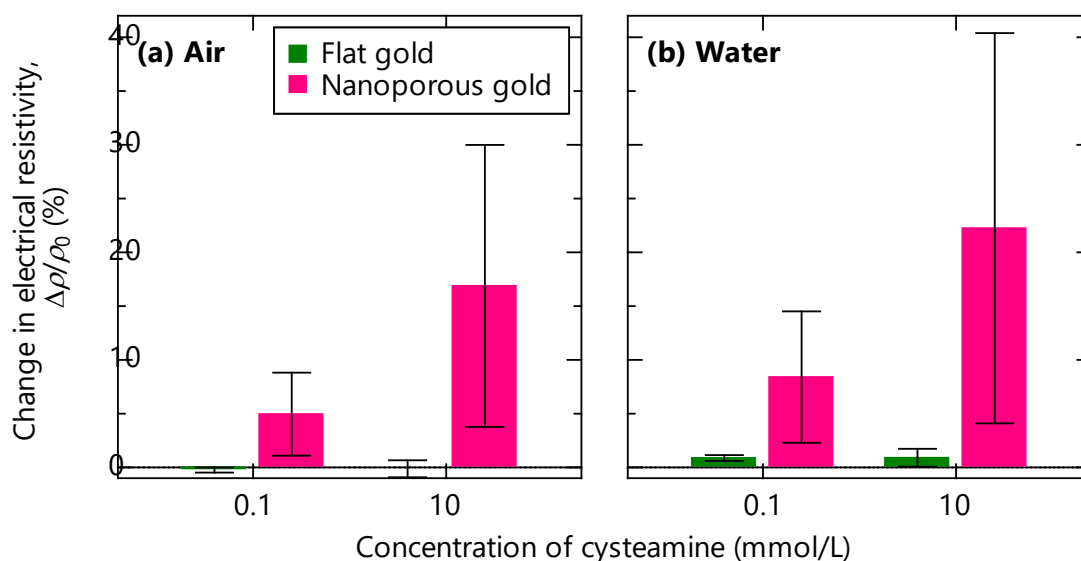 (a) Air
Flat gold
Nanoporous gold
(b) Water
Change in electrical resistivity,
Δρ/ρ0 (%)
40
30
20
10
0
0.1
10
0.1
10
Concentration of cysteamine (mmol/L)